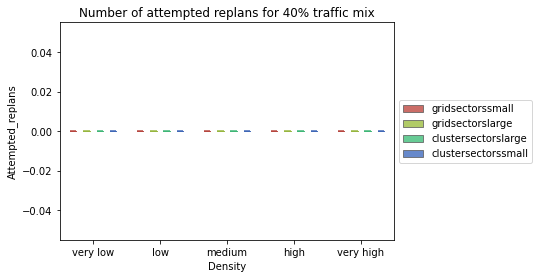 Number of attempted replans for 40% traffic mix
0.04
0.02
0.00
−0.02
−0.04
Attempted_replans
very low low medium high very high
Density
gridsectorssmall
gridsectorslarge
clustersectorslarge
clustersectorssmall